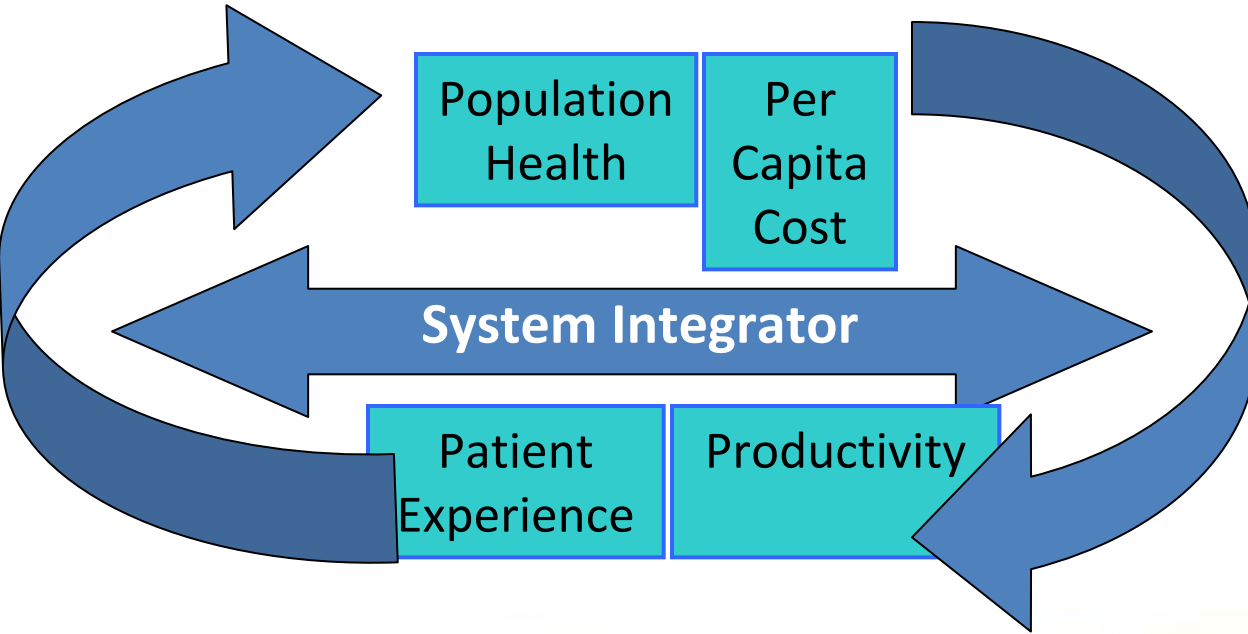 Population
Health
Per
Capita
Cost
System Integrator
Patient
Experience
Productivity